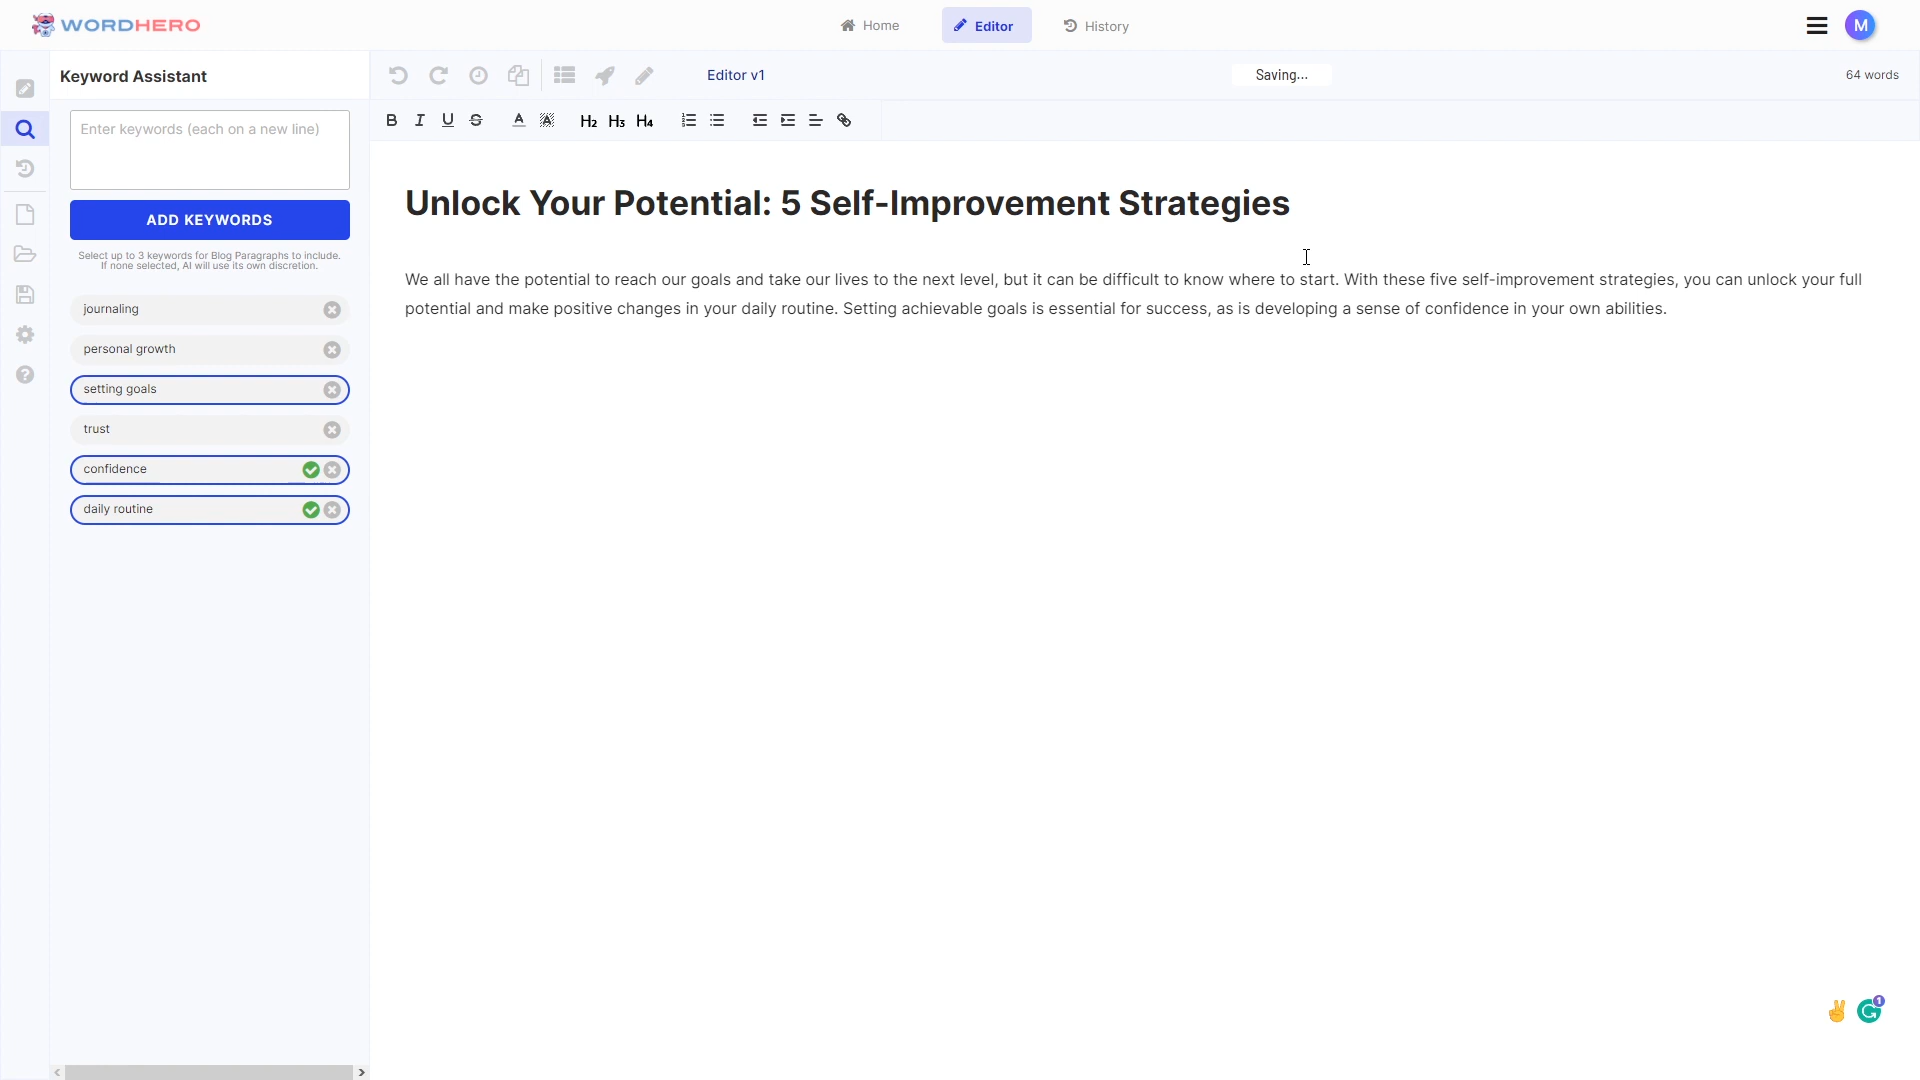 WORDHERO
Home
Editor
History
M
Keyword Assistant
Editor v1
Saving...
64 words
B I U S A A H2 H3 H4
Enter keywords (each on a new line)
ADD KEYWORDS
Select up to 3 keywords for Blog Paragraphs to include.
If none selected, AI will use its own discretion.
journaling
personal growth
setting goals
trust
confidence
daily routine
Unlock Your Potential: 5 Self-Improvement Strategies
We all have the potential to reach our goals and take our lives to the next level, but it can be difficult to know where to start. With these five self-improvement strategies, you can unlock your full
potential and make positive changes in your daily routine. Setting achievable goals is essential for success, as is developing a sense of confidence in your own abilities.
1